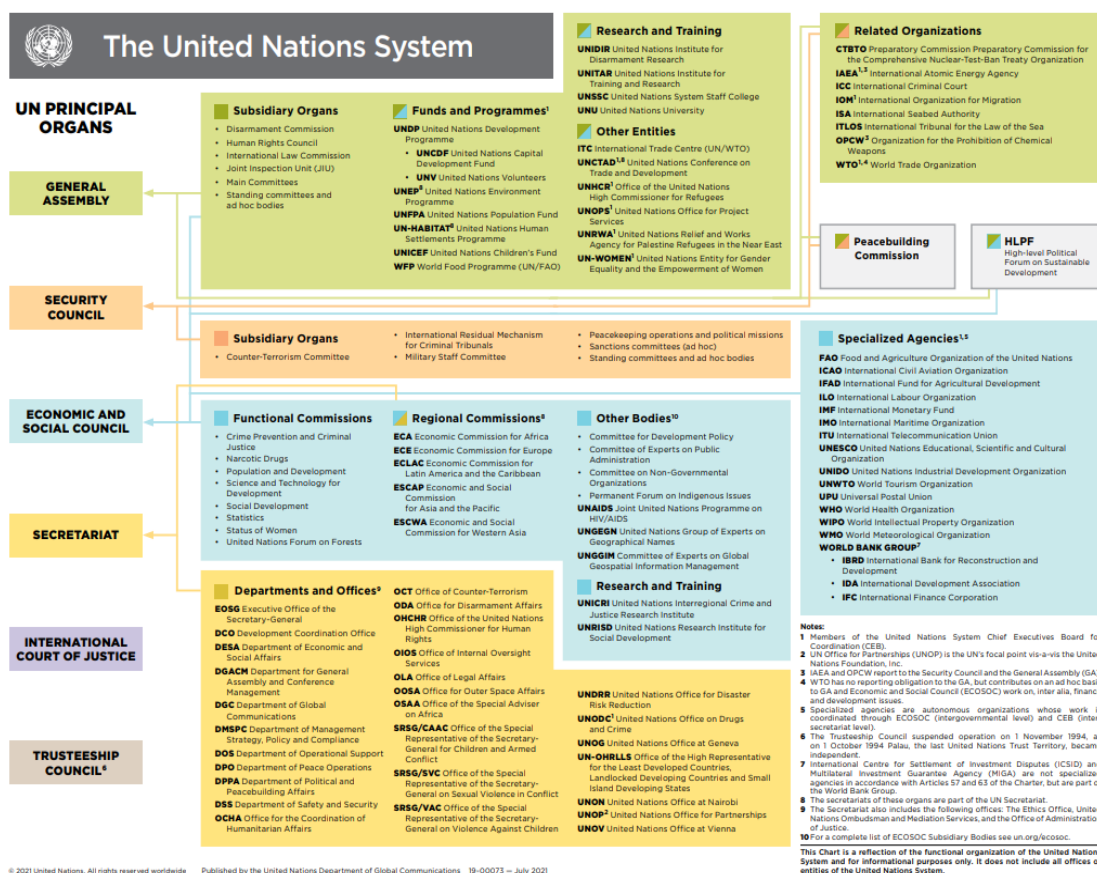 The United Nations System
UN PRINCIPAL
ORGANS
GENERAL
ASSEMBLY
SECURITY
COUNCIL
ECONOMIC AND
SOCIAL COUNCIL
SECRETARIAT
INTERNATIONAL
COURT OF JUSTICE
TRUSTEESHIP
COUNCIL⁶
Subsidiary Organs
• Disarmament Commission
• Human Rights Council
• International Law Commission
• Joint Inspection Unit (JIU)
• Main Committees
• Standing committees and
ad hoc bodies
Funds and Programmes¹
UNDP United Nations Development
Programme
• UNCDF United Nations Capital
Development Fund
• UNV United Nations Volunteers
UNEP⁸ United Nations Environment
Programme
UNFPA United Nations Population Fund
UN-HABITAT⁸ United Nations Human
Settlements Programme
UNICEF United Nations Children's Fund
WFP World Food Programme (UN/FAO)
Research and Training
UNIDIR United Nations Institute for
Disarmament Research
UNITAR United Nations Institute for
Training and Research
UNSSC United Nations System Staff College
UNU United Nations University
Other Entities
ITC International Trade Centre (UN/WTO)
UNCTAD¹,⁸ United Nations Conference on
Trade and Development
UNHCR¹ Office of the United Nations
High Commissioner for Refugees
UNOPS¹ United Nations Office for Project
Services
UNRWA¹ United Nations Relief and Works
Agency for Palestine Refugees in the Near East
UN-WOMEN¹ United Nations Entity for Gender
Equality and the Empowerment of Women
Related Organizations
CTBTO Preparatory Commission Preparatory Commission for
the Comprehensive Nuclear-Test-Ban Treaty Organization
IAEA¹,³ International Atomic Energy Agency
ICC International Criminal Court
IOM¹ International Organization for Migration
ISA International Seabed Authority
ITLOS International Tribunal for the Law of the Sea
OPCW³ Organization for the Prohibition of Chemical
Weapons
WTO¹,⁴ World Trade Organization
Peacebuilding
Commission
HLPF
High-level Political
Forum on Sustainable
Development
Subsidiary Organs
• Counter-Terrorism Committee
• International Residual Mechanism
for Criminal Tribunals
• Military Staff Committee
• Peacekeeping operations and political missions
• Sanctions committees (ad hoc)
• Standing committees and ad hoc bodies
Functional Commissions
• Crime Prevention and Criminal
Justice
• Narcotic Drugs
• Population and Development
• Science and Technology for
Development
• Social Development
• Statistics
• Status of Women
• United Nations Forum on Forests
Regional Commissions⁸
ECA Economic Commission for Africa
ECE Economic Commission for Europe
ECLAC Economic Commission for
Latin America and the Caribbean
ESCAP Economic and Social
Commission
for Asia and the Pacific
ESCWA Economic and Social
Commission for Western Asia
Other Bodies¹⁰
• Committee for Development Policy
• Committee of Experts on Public
Administration
• Committee on Non-Governmental
Organizations
• Permanent Forum on Indigenous Issues
UNAIDS Joint United Nations Programme on
HIV/AIDS
UNGEGN United Nations Group of Experts on
Geographical Names
UNGGIM Committee of Experts on Global
Geospatial Information Management
Research and Training
UNICRI United Nations Interregional Crime and
Justice Research Institute
UNRISD United Nations Research Institute for
Social Development
Specialized Agencies¹,⁵
FAO Food and Agriculture Organization of the United Nations
ICAO International Civil Aviation Organization
IFAD International Fund for Agricultural Development
ILO International Labour Organization
IMF International Monetary Fund
IMO International Maritime Organization
ITU International Telecommunication Union
UNESCO United Nations Educational, Scientific and Cultural
Organization
UNIDO United Nations Industrial Development Organization
UNWTO World Tourism Organization
UPU Universal Postal Union
WHO World Health Organization
WIPO World Intellectual Property Organization
WMO World Meteorological Organization
WORLD BANK GROUP⁷
• IBRD International Bank for Reconstruction and
Development
• IDA International Development Association
• IFC International Finance Corporation
Departments and Offices⁹
EOSG Executive Office of the
Secretary-General
DCO Development Coordination Office
DESA Department of Economic and
Social Affairs
DGACM Department for General
Assembly and Conference
Management
DGC Department of Global
Communications
DMSPC Department of Management
Strategy, Policy and Compliance
DOS Department of Operational Support
DPO Department of Peace Operations
DPPA Department of Political and
Peacebuilding Affairs
DSS Department of Safety and Security
OCHA Office for the Coordination of
Humanitarian Affairs
OCT Office of Counter-Terrorism
ODA Office for Disarmament Affairs
OHCHR Office of the United Nations
High Commissioner for Human
Rights
OIOS Office of Internal Oversight
Services
OLA Office of Legal Affairs
OOSA Office for Outer Space Affairs
OSAA Office of the Special Adviser
on Africa
SRSG/CAAC Office of the Special
Representative of the Secretary-
General for Children and Armed
Conflict
SRSG/SVC Office of the Special
Representative of the Secretary-
General on Sexual Violence in Conflict
SRSG/VAC Office of the Special
Representative of the Secretary-
General on Violence Against Children
UNDRR United Nations Office for Disaster
Risk Reduction
UNODC¹ United Nations Office on Drugs
and Crime
UNOG United Nations Office at Geneva
UN-OHRLLS Office of the High Representative
for the Least Developed Countries,
Landlocked Developing Countries and Small
Island Developing States
UNON United Nations Office at Nairobi
UNOP² United Nations Office for Partnerships
UNOV United Nations Office at Vienna
Notes:
1 Members of the United Nations System Chief Executives Board
Coordination (CEB).
2 UN Office for Partnerships (UNOP) is the UN's focal point vis-a-vis the United
Nations Foundation, Inc.
3 IAEA and OPCW report to the Security Council and the General Assembly (GA)
4 WTO has no reporting obligation to the GA, but contributes on an ad hoc
to GA and Economic and Social Council (ECOSOC) work on, inter alia,
and development issues.
5 Specialized agencies are autonomous organizations whose work
coordinated through ECOSOC (intergovernmental level) and CEB
secretariat level).
6 The Trusteeship Council suspended operation on 1 November 1994,
on 1 October 1994 Palau, the last United Nations Trust Territory,
independent.
7 International Centre for Settlement of Investment Disputes (ICSID)
Multilateral Investment Guarantee Agency (MIGA) are not
agencies in accordance with Articles 57 and 63 of the Charter, but are part
the World Bank Group.
8 The secretariats of these organs are part of the UN Secretariat.
9 The Secretariat also includes the following offices: The Ethics Office,
Nations Ombudsman and Mediation Services, and the Office of
of Justice.
10 For a complete list of ECOSOC Subsidiary Bodies see un.org/ecosoc.
This Chart is a reflection of the functional organization of the United
System and for informational purposes only. It does not include all offices
entities of the United Nations System.
© 2021 United Nations. All rights reserved worldwide
Published by the United Nations Department of Global Communications 19-00073 — July 2021